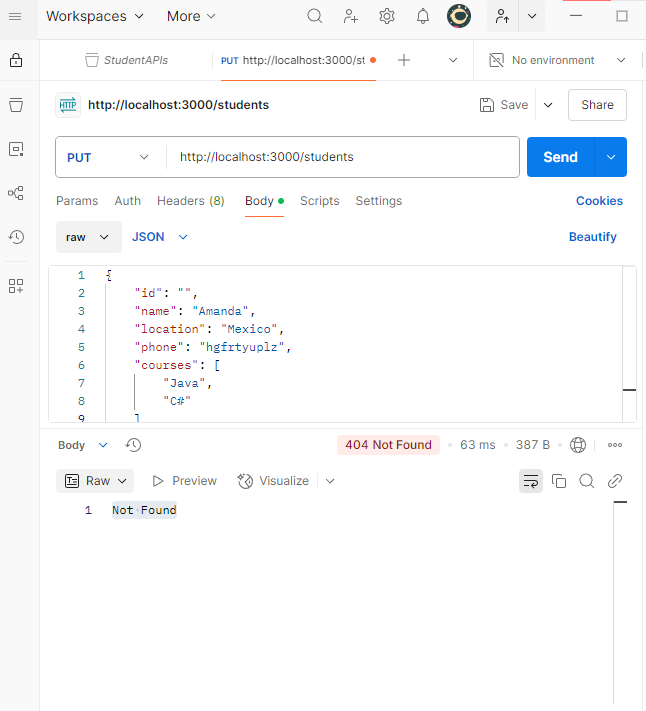 Workspaces More
StudentAPIs PUT http://localhost:3000/st No environment
HTTP http://localhost:3000/students Save Share
PUT http://localhost:3000/students Send
Params Auth Headers (8) Body Scripts Settings Cookies
raw JSON Beautify
1 {
2 "id": "",
3 "name": "Amanda",
4 "location": "Mexico",
5 "phone": "hgfrtyuplz",
6 "courses": [
7 "Java",
8 "C#"
9 ]
Body 404 Not Found 63 ms 387 B
Raw Preview Visualize
1 Not Found